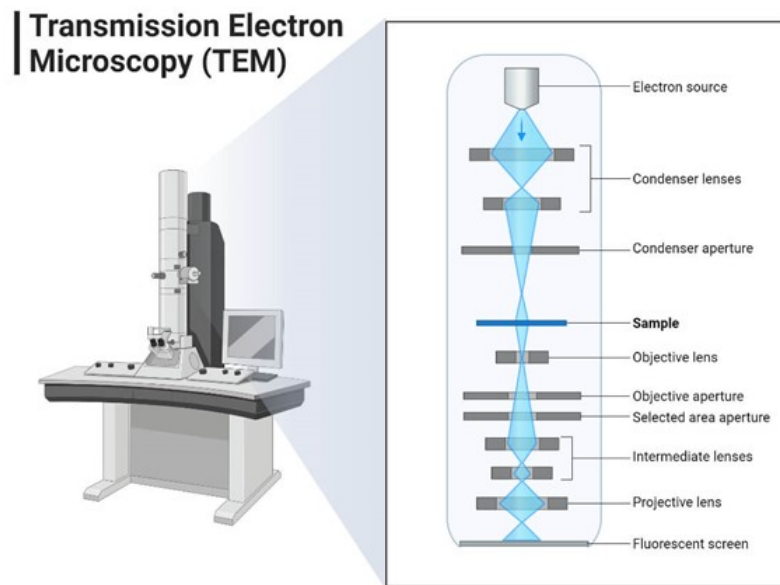 Transmission Electron
Microscopy (TEM)
Electron source
Condenser lenses
Condenser aperture
Sample
Objective lens
Objective aperture
Selected area aperture
Intermediate lenses
Projective lens
Fluorescent screen